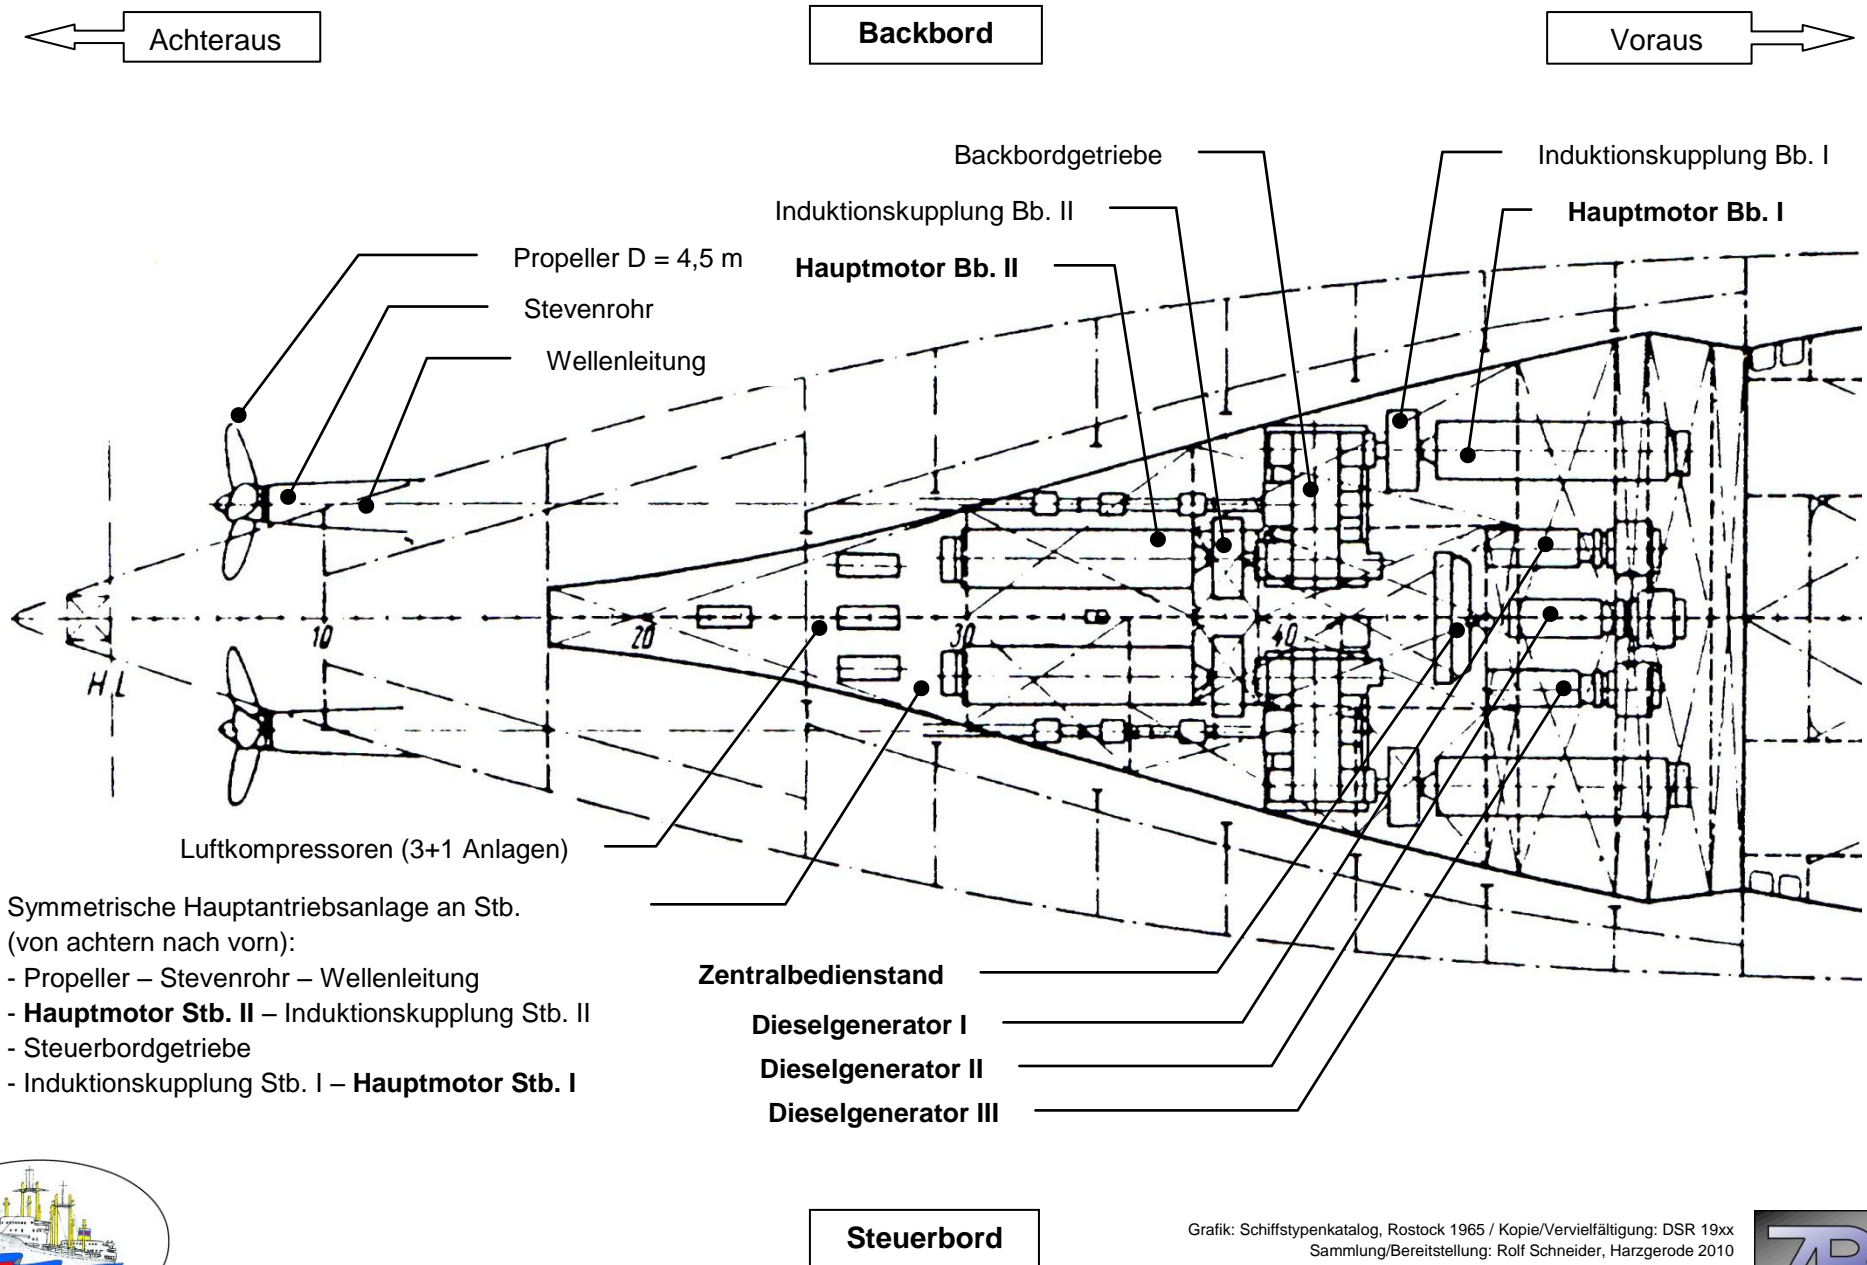 Achteraus
Backbord
Voraus
Backbordgetriebe
Induktionskupplung Bb. I
Induktionskupplung Bb. II
Hauptmotor Bb. I
Propeller D = 4,5 m
Hauptmotor Bb. II
Stevenrohr
Wellenleitung
10
20
30
40
H L
Luftkompressoren (3+1 Anlagen)
Symmetrische Hauptantriebsanlage an Stb.
(von achtern nach vorn):
- Propeller – Stevenrohr – Wellenleitung
- Hauptmotor Stb. II – Induktionskupplung Stb. II
- Steuerbordgetriebe
- Induktionskupplung Stb. I – Hauptmotor Stb. I
Zentralbedienstand
Dieselgenerator I
Dieselgenerator II
Dieselgenerator III
Steuerbord
Grafik: Schiffstypenkatalog, Rostock 1965 / Kopie/Vervielfältigung: DSR 19xx
Sammlung/Bereitstellung: Rolf Schneider, Harzgerode 2010